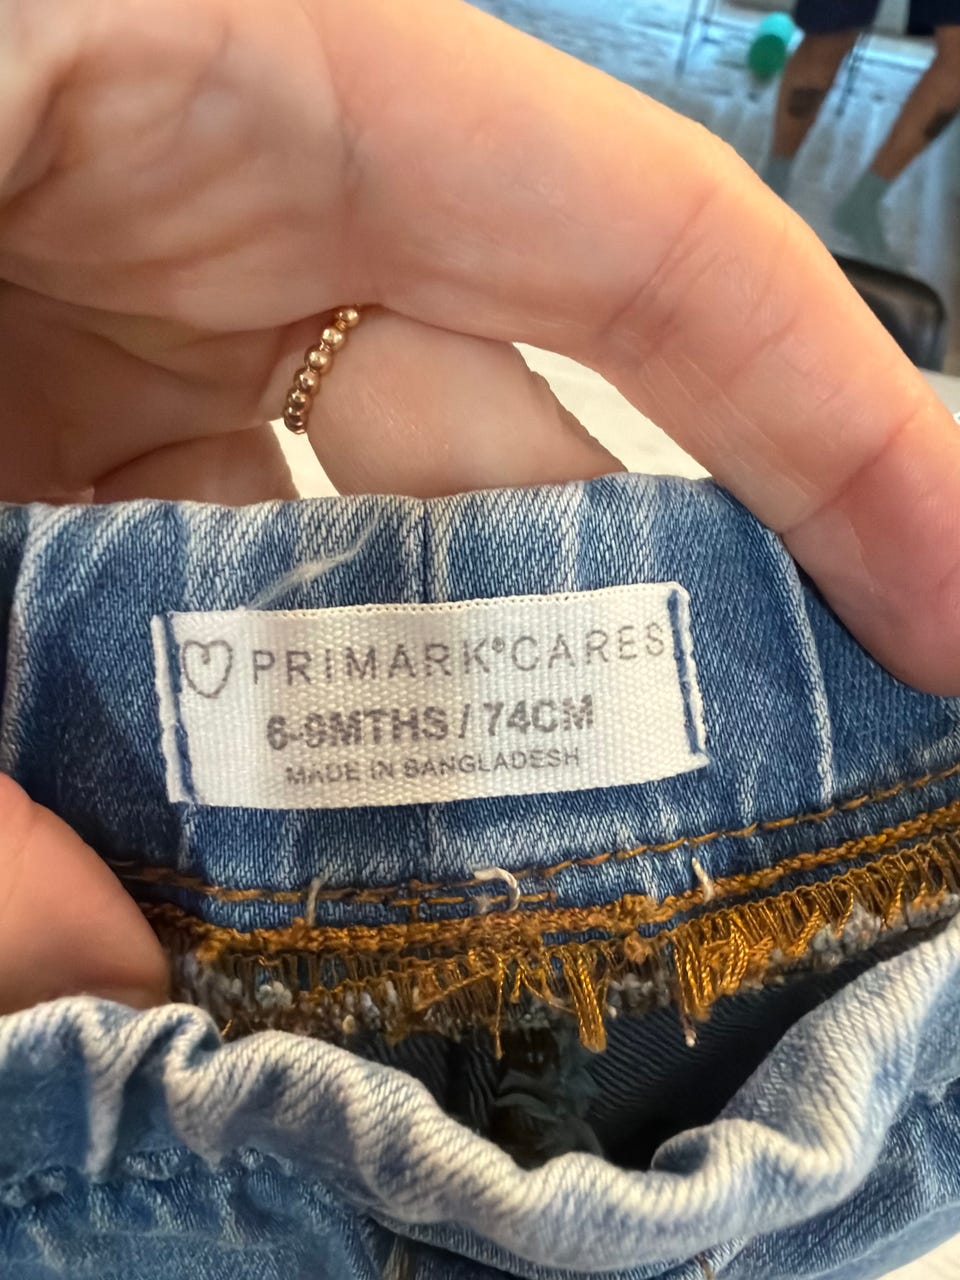 PRIMARK®CARES
6-9MTHS / 74CM
MADE IN BANGLADESH